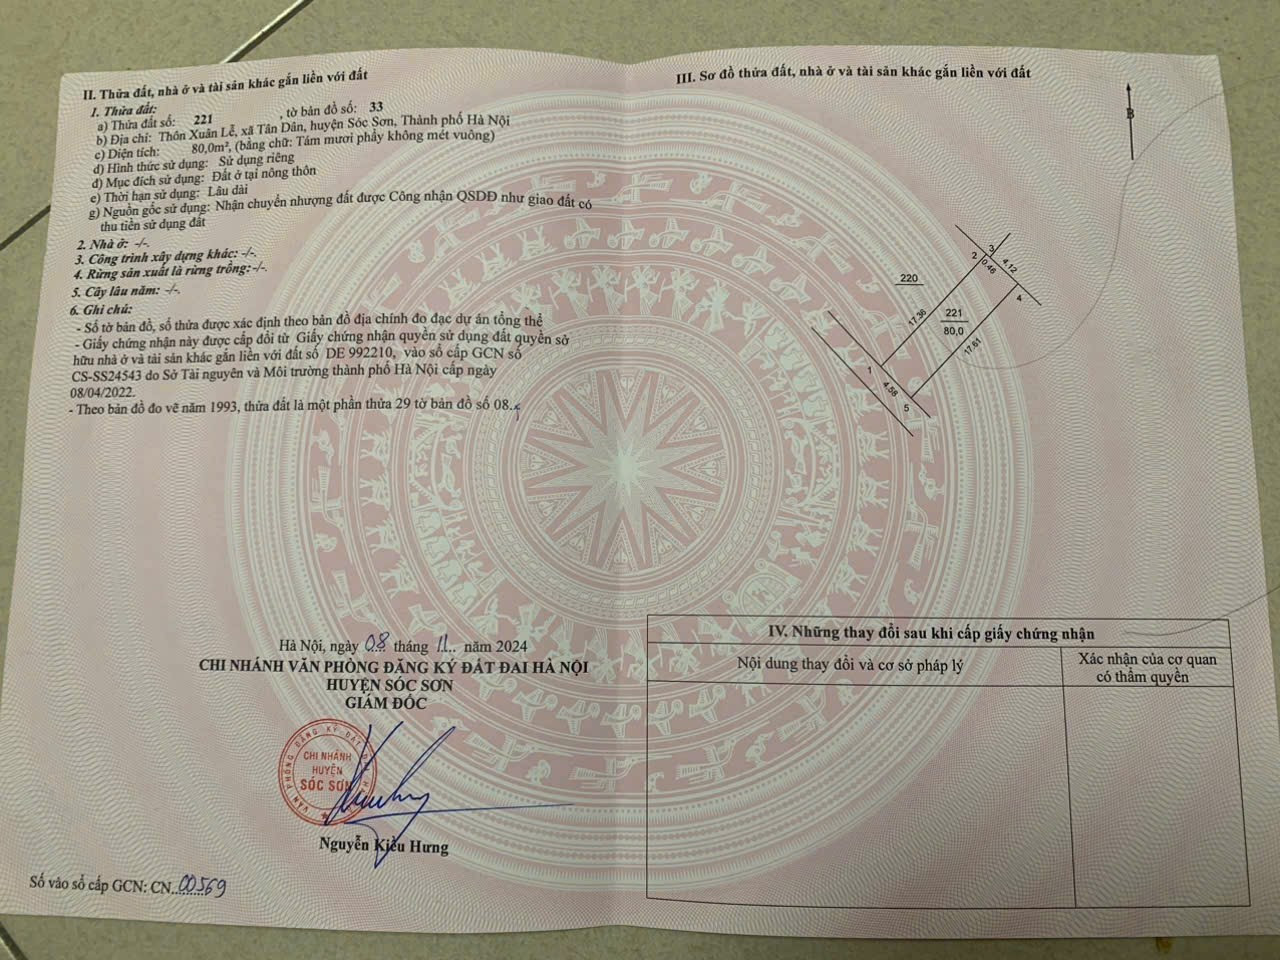 II. Thửa đất, nhà ở và tài sản khác gắn liền với đất
1. Thửa đất:
a) Thửa đất số: 221 , tờ bản đồ số: 33
b) Địa chỉ: Thôn Xuân Lễ, xã Tân Dân, huyện Sóc Sơn, Thành phố Hà Nội
c) Diện tích: 80,0m², (bằng chữ: Tám mươi phẩy không mét vuông)
d) Hình thức sử dụng: Sử dụng riêng
đ) Mục đích sử dụng: Đất ở tại nông thôn
e) Thời hạn sử dụng: Lâu dài
g) Nguồn gốc sử dụng: Nhận chuyển nhượng đất được Công nhận QSDĐ như giao đất có
thu tiền sử dụng đất
2. Nhà ở: -/-.
3. Công trình xây dựng khác: -/-.
4. Rừng sản xuất là rừng trồng: -/-.
5. Cây lâu năm: -/-.
6. Ghi chú:
- Số tờ bản đồ, số thửa được xác định theo bản đồ địa chính đo đạc dự án tổng thể
- Giấy chứng nhận này được cấp đổi từ Giấy chứng nhận quyền sử dụng đất quyền sở
hữu nhà ở và tài sản khác gắn liền với đất số DE 992210, vào sổ cấp GCN số
CS-SS24543 do Sở Tài nguyên và Môi trường thành phố Hà Nội cấp ngày
08/04/2022.
- Theo bản đồ đo vẽ năm 1993, thửa đất là một phần thửa 29 tờ bản đồ số 08.
Hà Nội, ngày 08 tháng 11 năm 2024
CHI NHÁNH VĂN PHÒNG ĐĂNG KÝ ĐẤT ĐAI HÀ NỘI
HUYỆN SÓC SƠN
GIÁM ĐỐC
VĂN PHÒNG ĐĂNG KÝ ĐẤT
CHI NHÁNH
HUYỆN
SÓC SƠN
Nguyễn Kiều Hưng
Số vào sổ cấp GCN: CN 00569
III. Sơ đồ thửa đất, nhà ở và tài sản khác gắn liền với đất
B
3
2
0.46
4.12
4
220
17.36
221
80,0
17.61
1
4.58
5
IV. Những thay đổi sau khi cấp giấy chứng nhận
Nội dung thay đổi và cơ sở pháp lý
Xác nhận của cơ quan
có thẩm quyền